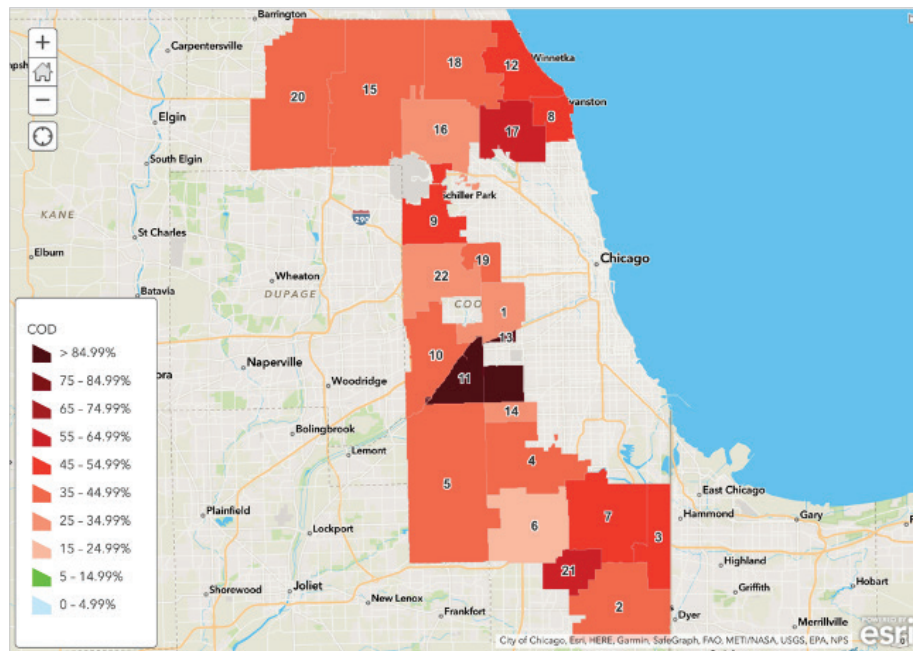 Barrington
Carpentersville
20
15
18
12
Winnetka
Elgin
16
17
8
vanston
South Elgin
Schiller Park
KANE
290
9
St Charles
Elburn
19
Chicago
Wheaton
22
DUPAGE
COO
1
Batavia
13
10
11
Naperville
Woodridge
14
Bolingbrook
Lemont
4
5
East Chicago
Plainfield
6
7
Hammond
Gary
3
Lockport
Highland
21
Shorewood
Joliet
Griffith
Hobart
New Lenox
2
Frankfort
Dyer
Merrillville
COD
> 84.99%
75 - 84.99%
65 - 74.99%
55 - 64.99%
45 - 54.99%
35 - 44.99%
25 - 34.99%
15 - 24.99%
5 - 14.99%
0 - 4.99%
City of Chicago, Esri, HERE, Garmin, SafeGraph, FAO, METI/NASA, USGS, EPA, NPS
POWERED BY
esri